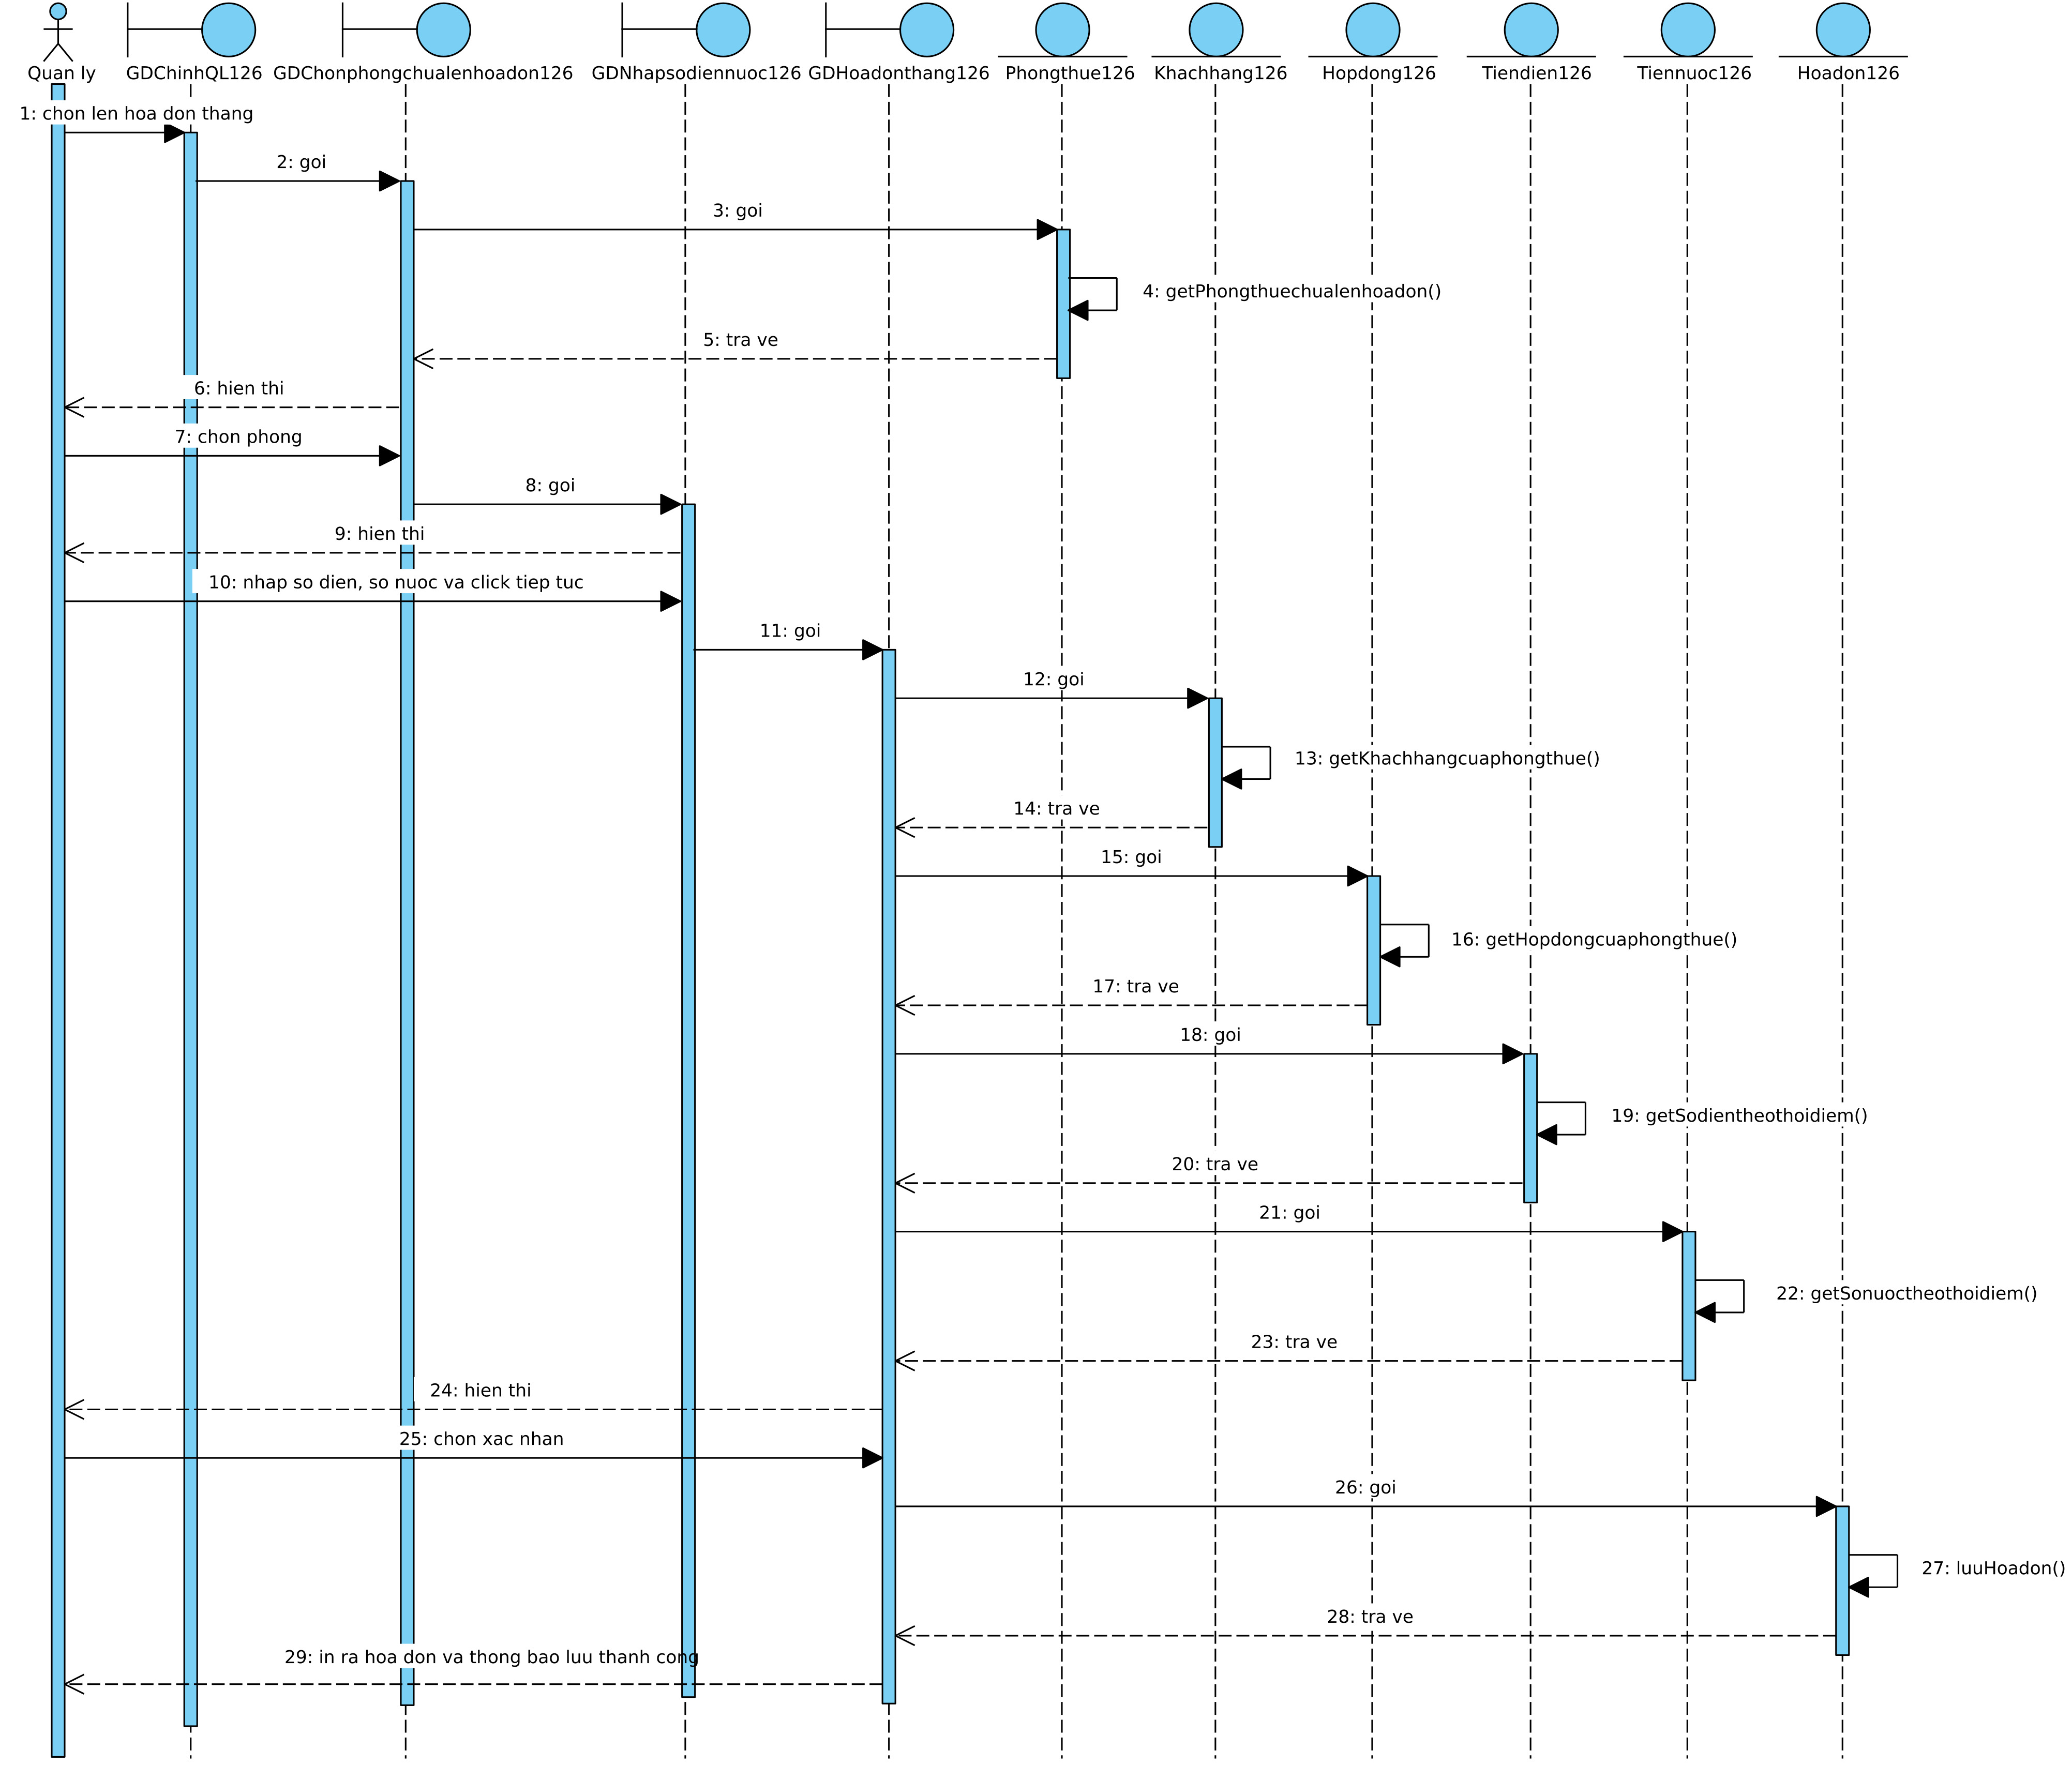 Quan ly
GDChinhQL126
GDChonphongchualenhoadon126
GDNhapsodiennuoc126
GDHoadonthang126
Phongthue126
Khachhang126
Hopdong126
Tiendien126
Tiennuoc126
Hoadon126
1: chon len hoa don thang
2: goi
3: goi
4: getPhongthuechualenhoadon()
5: tra ve
6: hien thi
7: chon phong
8: goi
9: hien thi
10: nhap so dien, so nuoc va click tiep tuc
11: goi
12: goi
13: getKhachhangcuaphongthue()
14: tra ve
15: goi
16: getHopdongcuaphongthue()
17: tra ve
18: goi
19: getSodientheothoidiem()
20: tra ve
21: goi
22: getSonuoctheothoidiem()
23: tra ve
24: hien thi
25: chon xac nhan
26: goi
27: luuHoadon()
28: tra ve
29: in ra hoa don va thong bao luu thanh cong